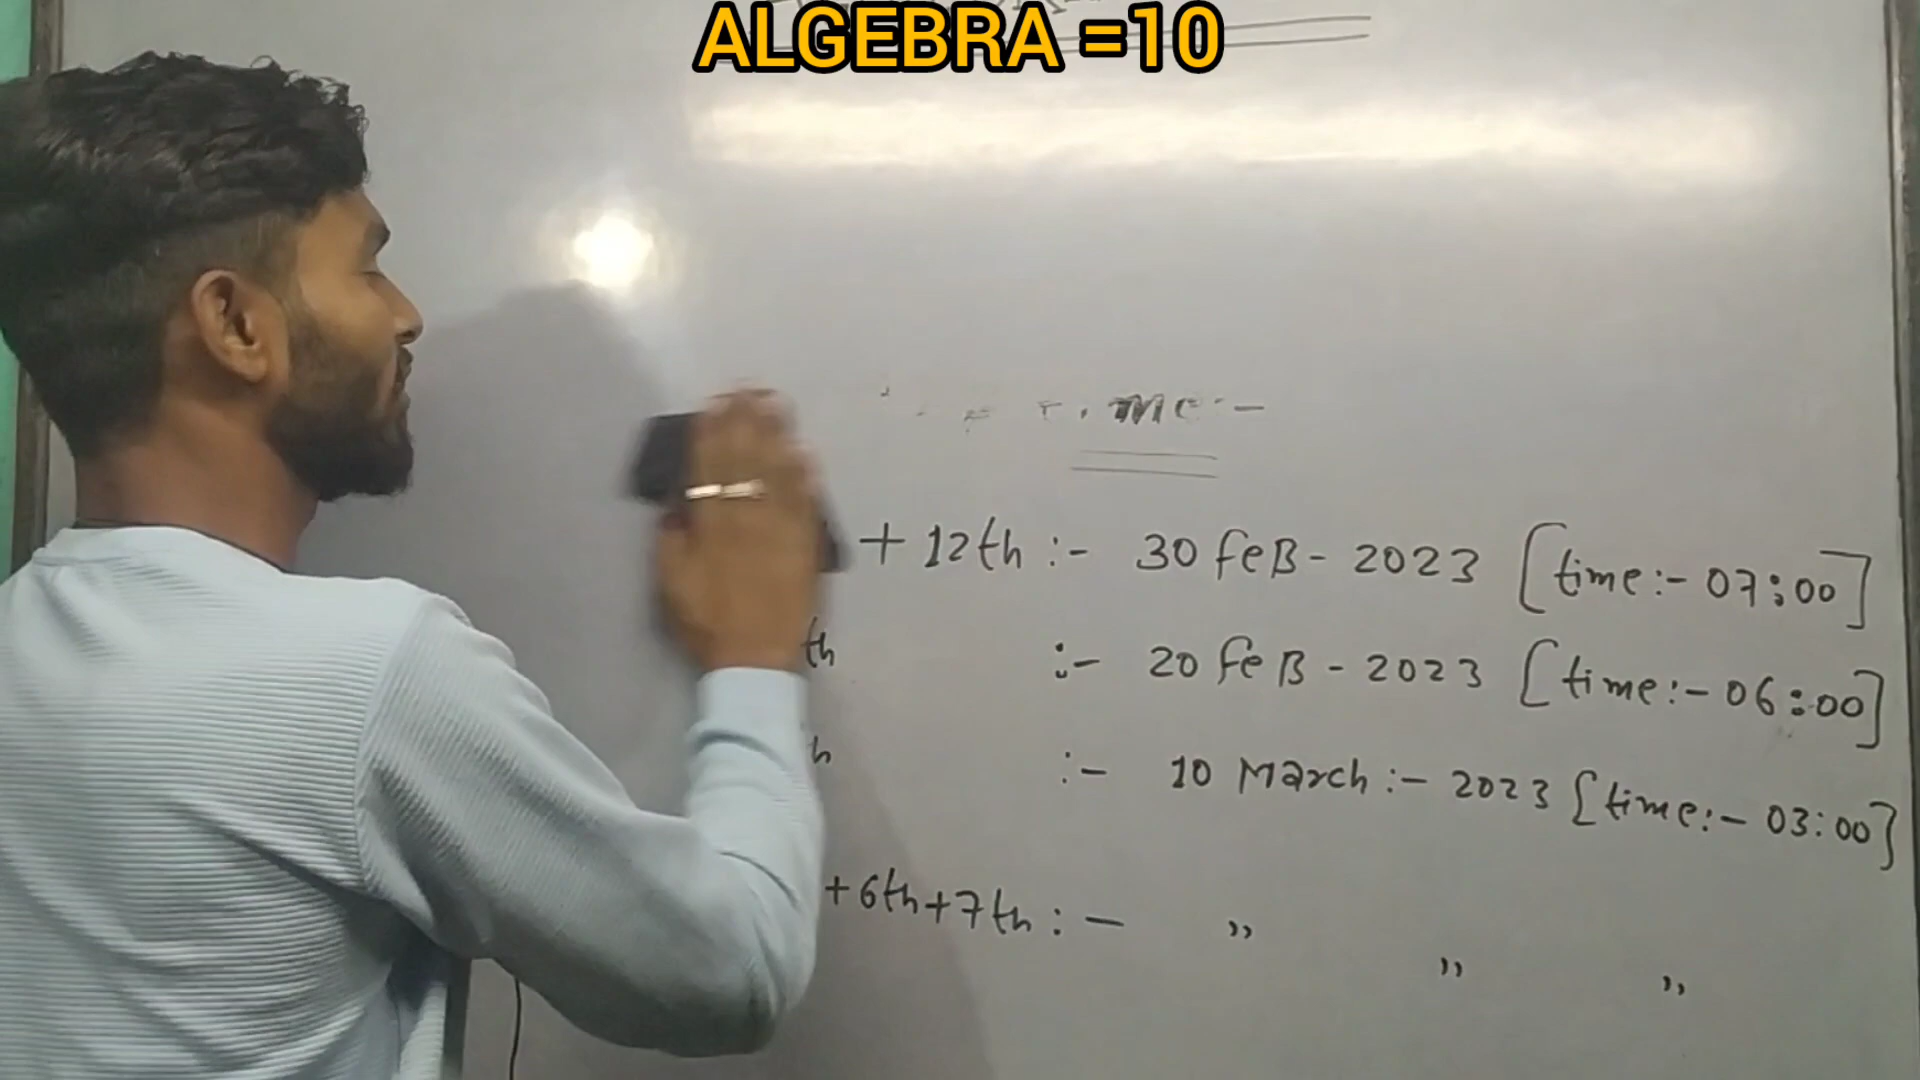 ALGEBRA =10
+ 12th :- 30 feB - 2023 [time:- 07:00]
th :- 20 feB - 2023 [time:- 06:00]
h :- 10 March :- 2023 [time:- 03:00]
+6th+7th :- ,, ,, ,,